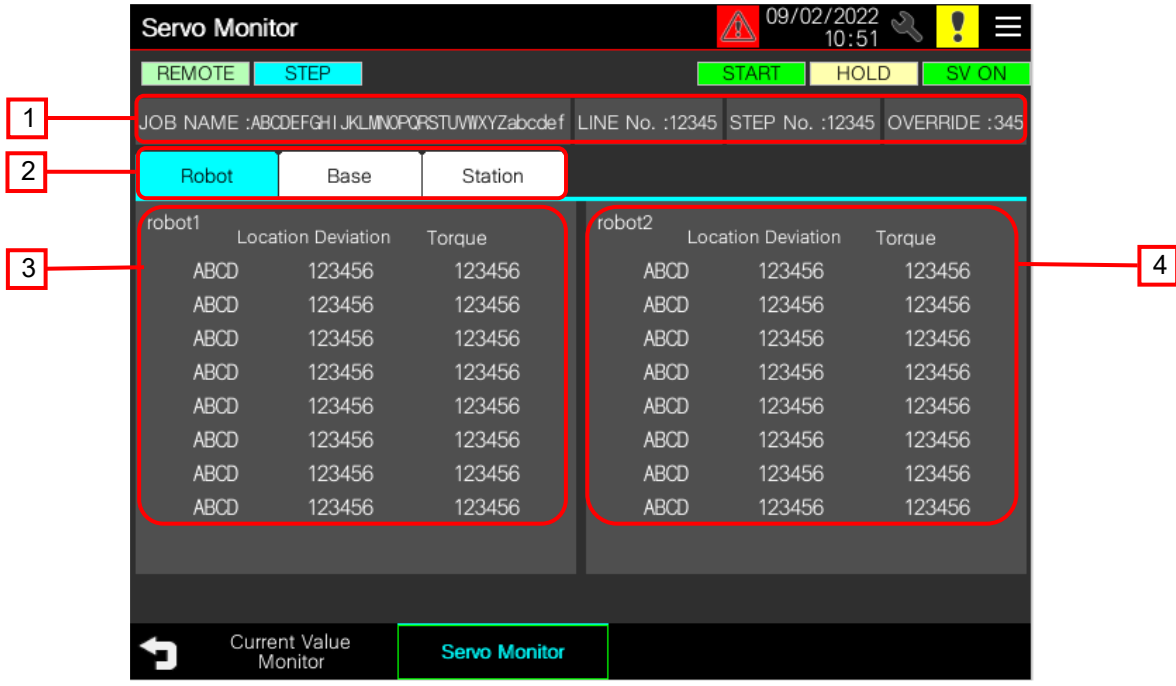 Servo Monitor
09/02/2022
10:51
REMOTE STEP START HOLD SV ON
1
JOB NAME :ABCDEFGHIJKLMNOPQRSTUVWXYZabcdef LINE No. :12345 STEP No. :12345 OVERRIDE :345
2
Robot Base Station
robot1
Location Deviation Torque
3
ABCD 123456 123456
ABCD 123456 123456
ABCD 123456 123456
ABCD 123456 123456
ABCD 123456 123456
ABCD 123456 123456
ABCD 123456 123456
ABCD 123456 123456
robot2
Location Deviation Torque
4
ABCD 123456 123456
ABCD 123456 123456
ABCD 123456 123456
ABCD 123456 123456
ABCD 123456 123456
ABCD 123456 123456
ABCD 123456 123456
ABCD 123456 123456
Current Value
Monitor
Servo Monitor